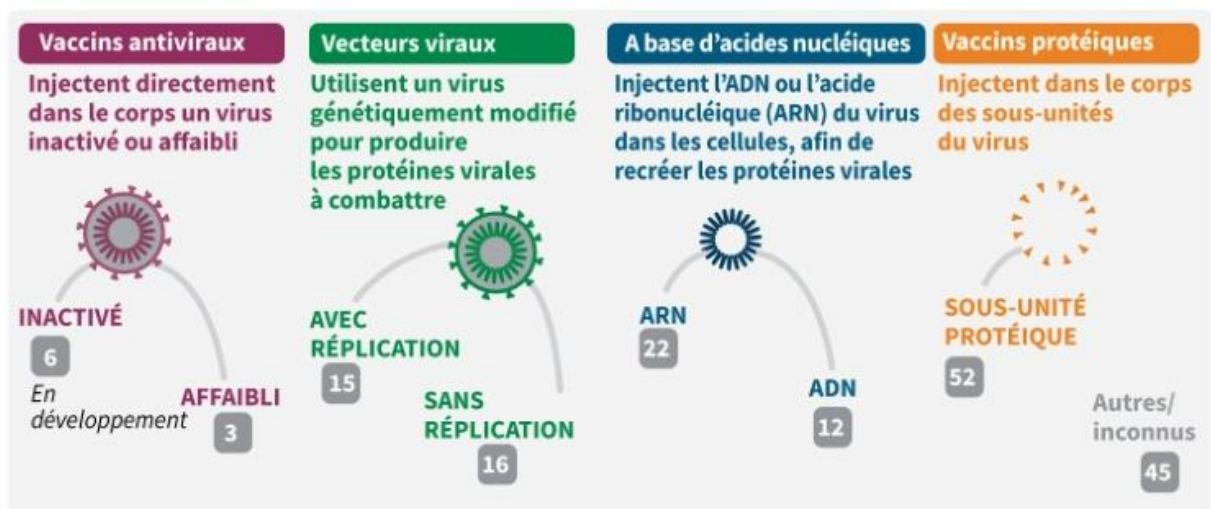 Vaccins antiviraux
Injectent directement
dans le corps un virus
inactivé ou affaibli
INACTIVÉ
6
En
développement
AFFAIBLI
3
Vecteurs viraux
Utilisent un virus
génétiquement modifié
pour produire
les protéines virales
à combattre
AVEC
RÉPLICATION
15
SANS
RÉPLICATION
16
A base d'acides nucléiques
Injectent l'ADN ou l'acide
ribonucléique (ARN) du virus
dans les cellules, afin de
recréer les protéines virales
ARN
22
ADN
12
Vaccins protéiques
Injectent dans le corps
des sous-unités
du virus
SOUS-UNITÉ
PROTÉIQUE
52
Autres/
inconnus
45